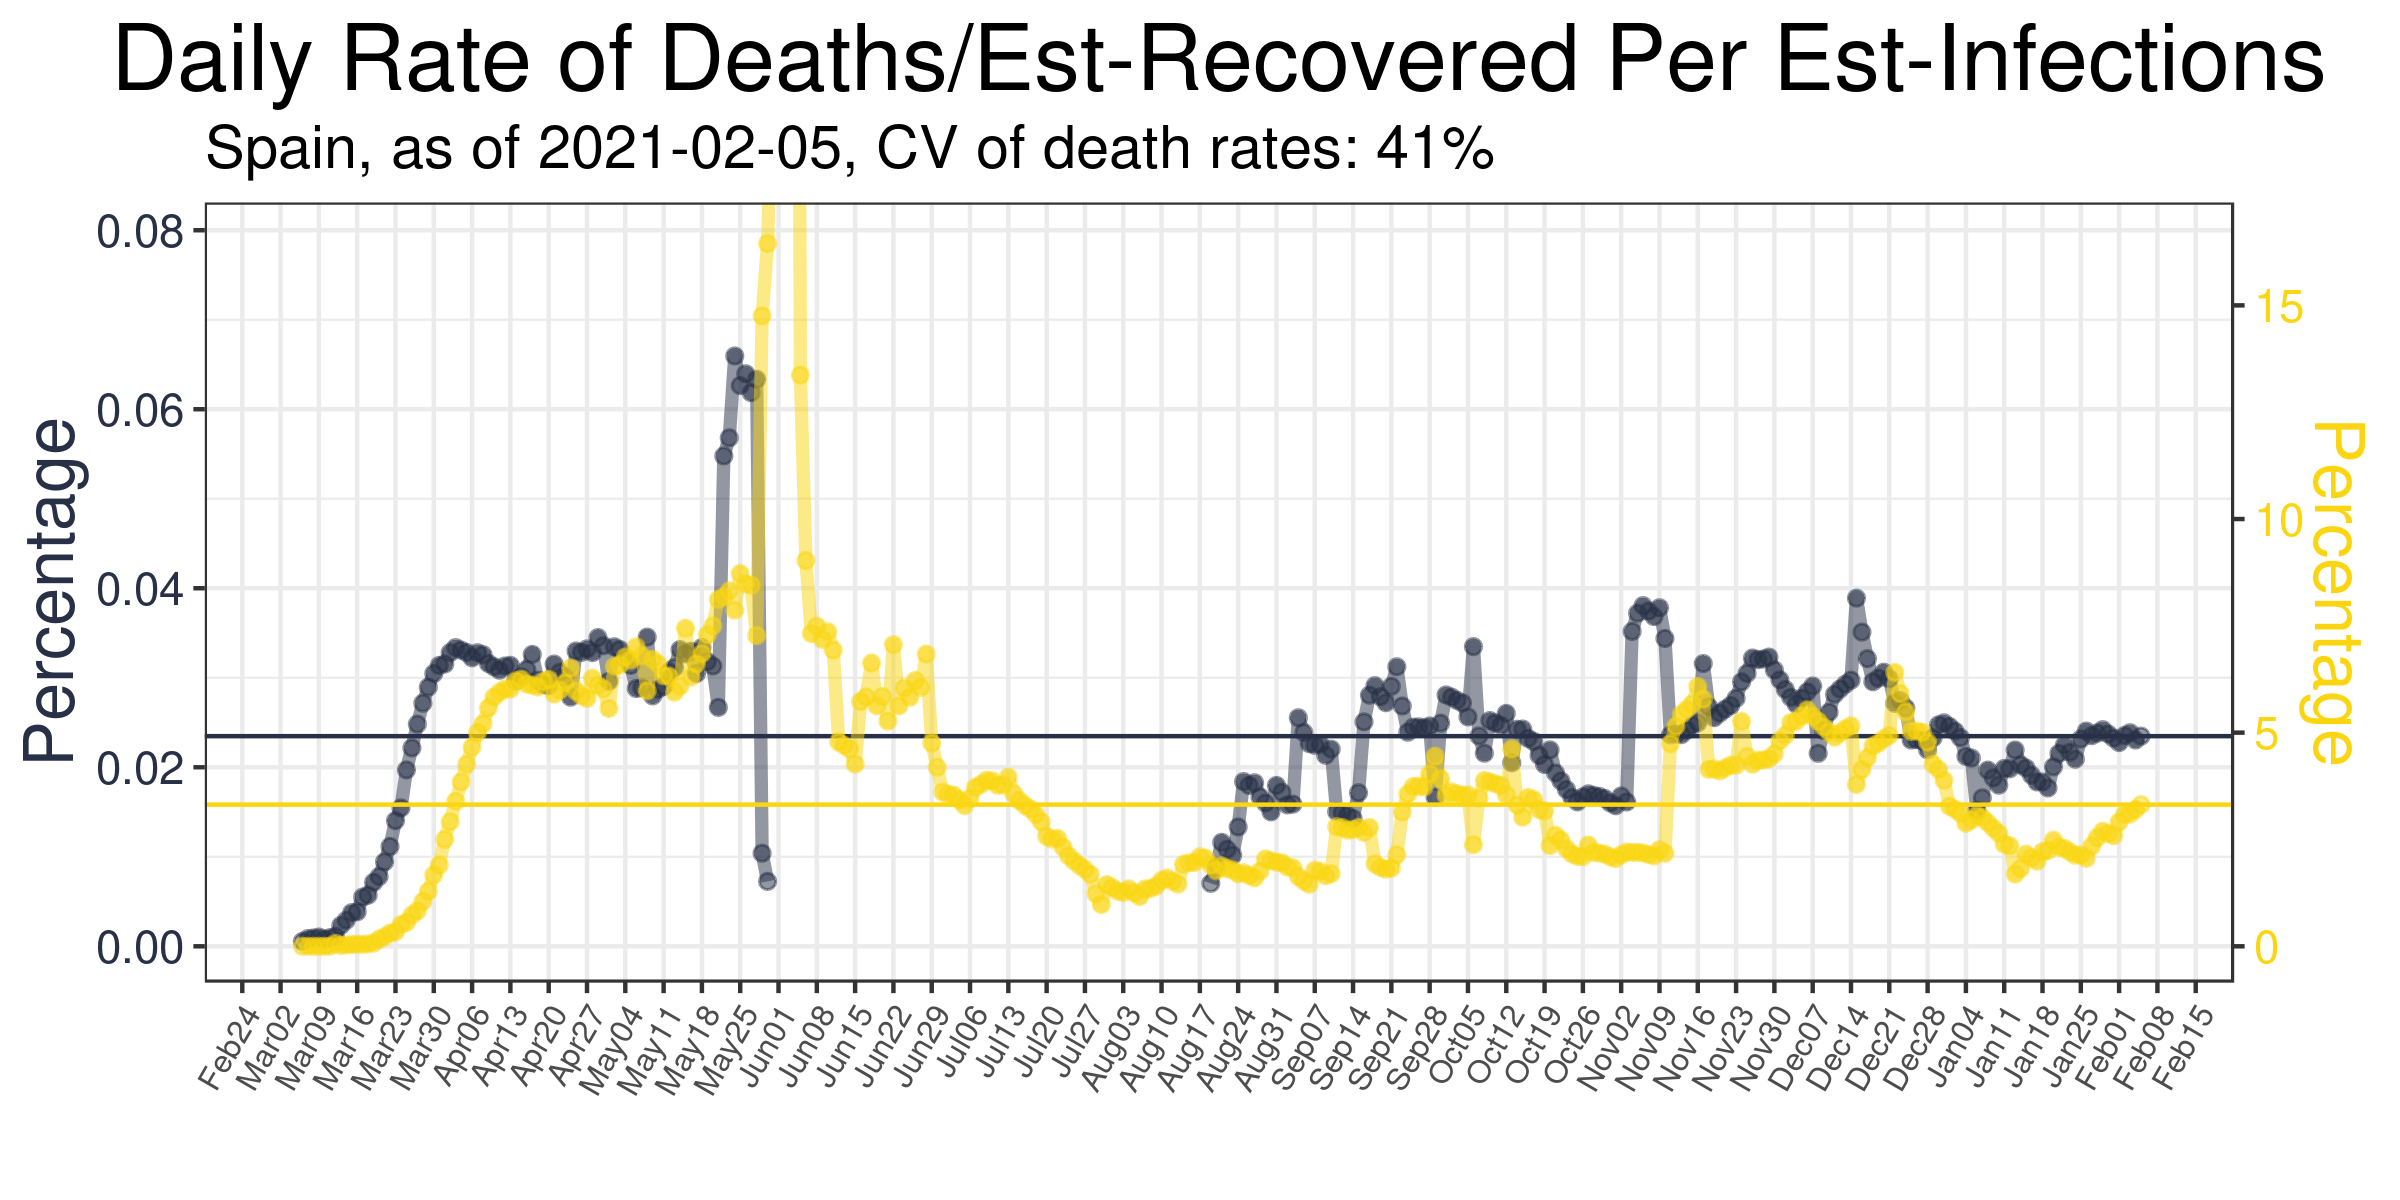 Daily Rate of Deaths/Est-Recovered Per Est-Infections
Spain, as of 2021-02-05, CV of death rates: 41%
Percentage
0.08
0.06
0.04
0.02
0.00
15
10
5
0
Percentage
Feb24
Mar02
Mar09
Mar16
Mar23
Mar30
Apr06
Apr13
Apr20
Apr27
May04
May11
May18
May25
Jun01
Jun08
Jun15
Jun22
Jun29
Jul06
Jul13
Jul20
Jul27
Aug03
Aug10
Aug17
Aug24
Aug31
Sep07
Sep14
Sep21
Sep28
Oct05
Oct12
Oct19
Oct26
Nov02
Nov09
Nov16
Nov23
Nov30
Dec07
Dec14
Dec21
Dec28
Jan04
Jan11
Jan18
Jan25
Feb01
Feb08
Feb15